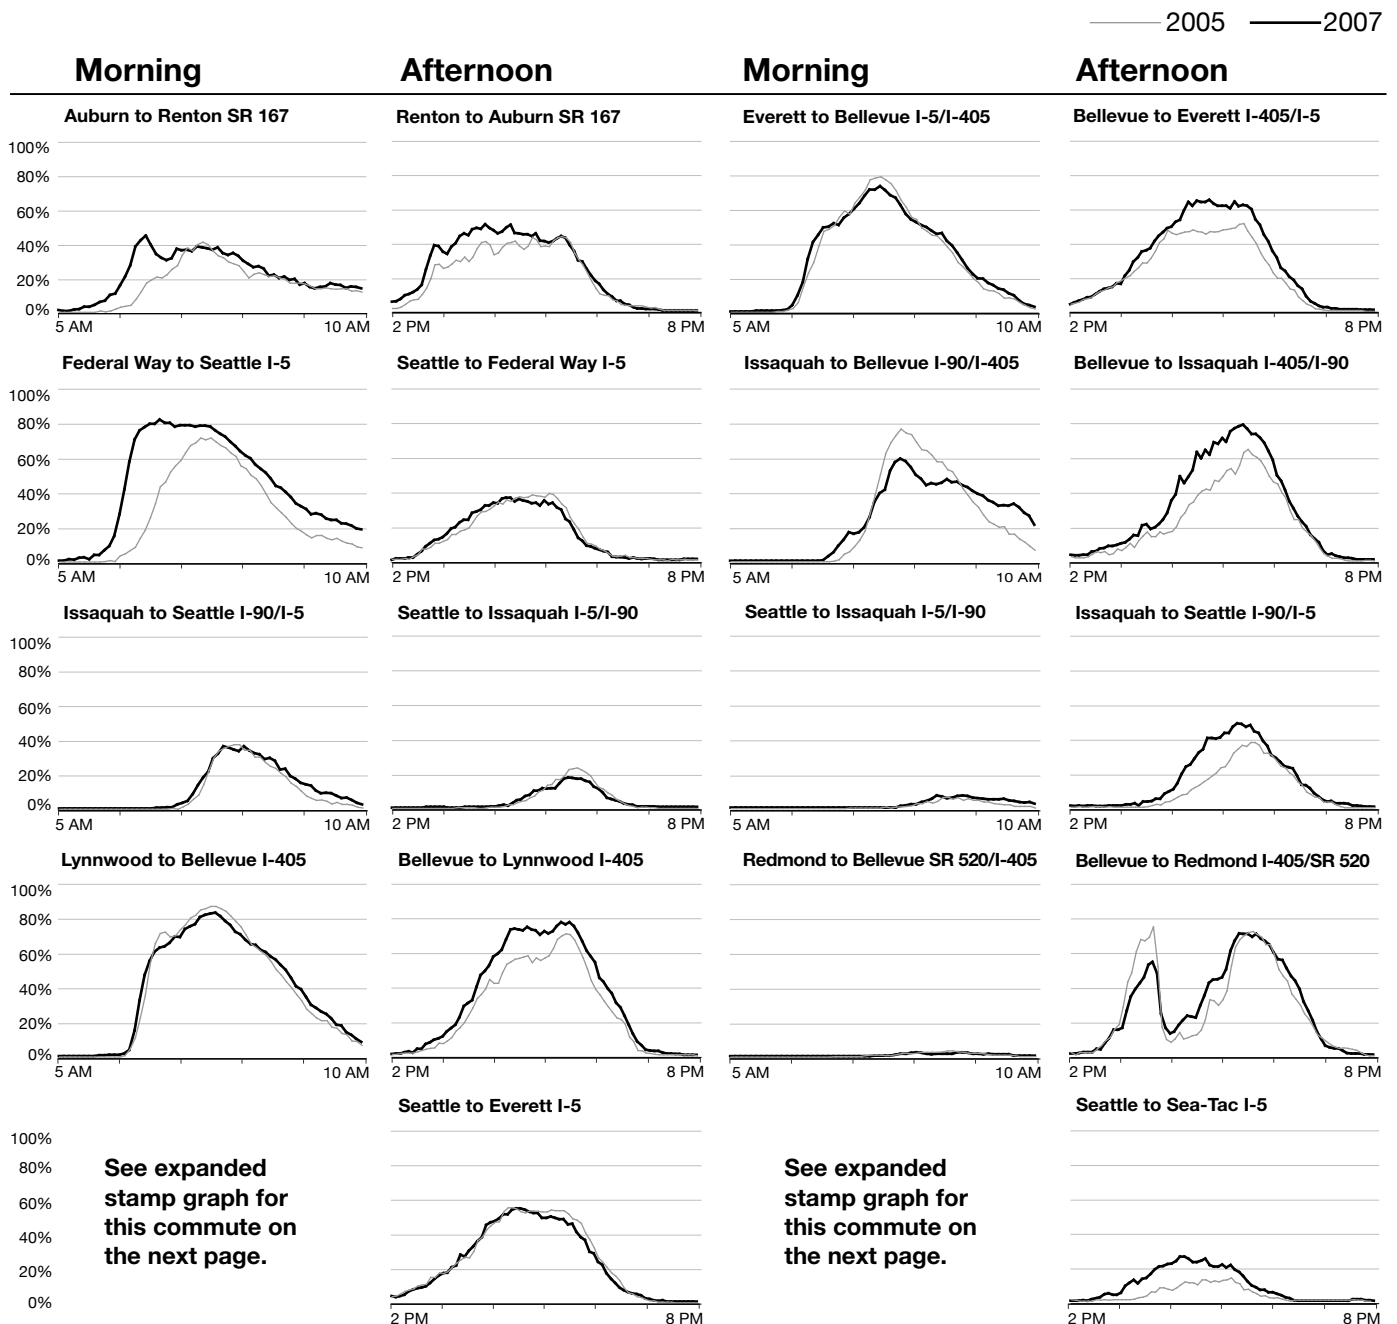 2005 2007
Morning Afternoon Morning Afternoon
Auburn to Renton SR 167
100%
80%
60%
40%
20%
0%
5 AM 10 AM
Renton to Auburn SR 167
2 PM 8 PM
Everett to Bellevue I-5/I-405
5 AM 10 AM
Bellevue to Everett I-405/I-5
2 PM 8 PM
Federal Way to Seattle I-5
100%
80%
60%
40%
20%
0%
5 AM 10 AM
Seattle to Federal Way I-5
2 PM 8 PM
Issaquah to Bellevue I-90/I-405
5 AM 10 AM
Bellevue to Issaquah I-405/I-90
2 PM 8 PM
Issaquah to Seattle I-90/I-5
100%
80%
60%
40%
20%
0%
5 AM 10 AM
Seattle to Issaquah I-5/I-90
2 PM 8 PM
Seattle to Issaquah I-5/I-90
5 AM 10 AM
Issaquah to Seattle I-90/I-5
2 PM 8 PM
Lynnwood to Bellevue I-405
100%
80%
60%
40%
20%
0%
5 AM 10 AM
Bellevue to Lynnwood I-405
2 PM 8 PM
Redmond to Bellevue SR 520/I-405
5 AM 10 AM
Bellevue to Redmond I-405/SR 520
2 PM 8 PM
100%
80%
60%
40%
20%
0%
See expanded
stamp graph for
this commute on
the next page.
Seattle to Everett I-5
2 PM 8 PM
See expanded
stamp graph for
this commute on
the next page.
Seattle to Sea-Tac I-5
2 PM 8 PM